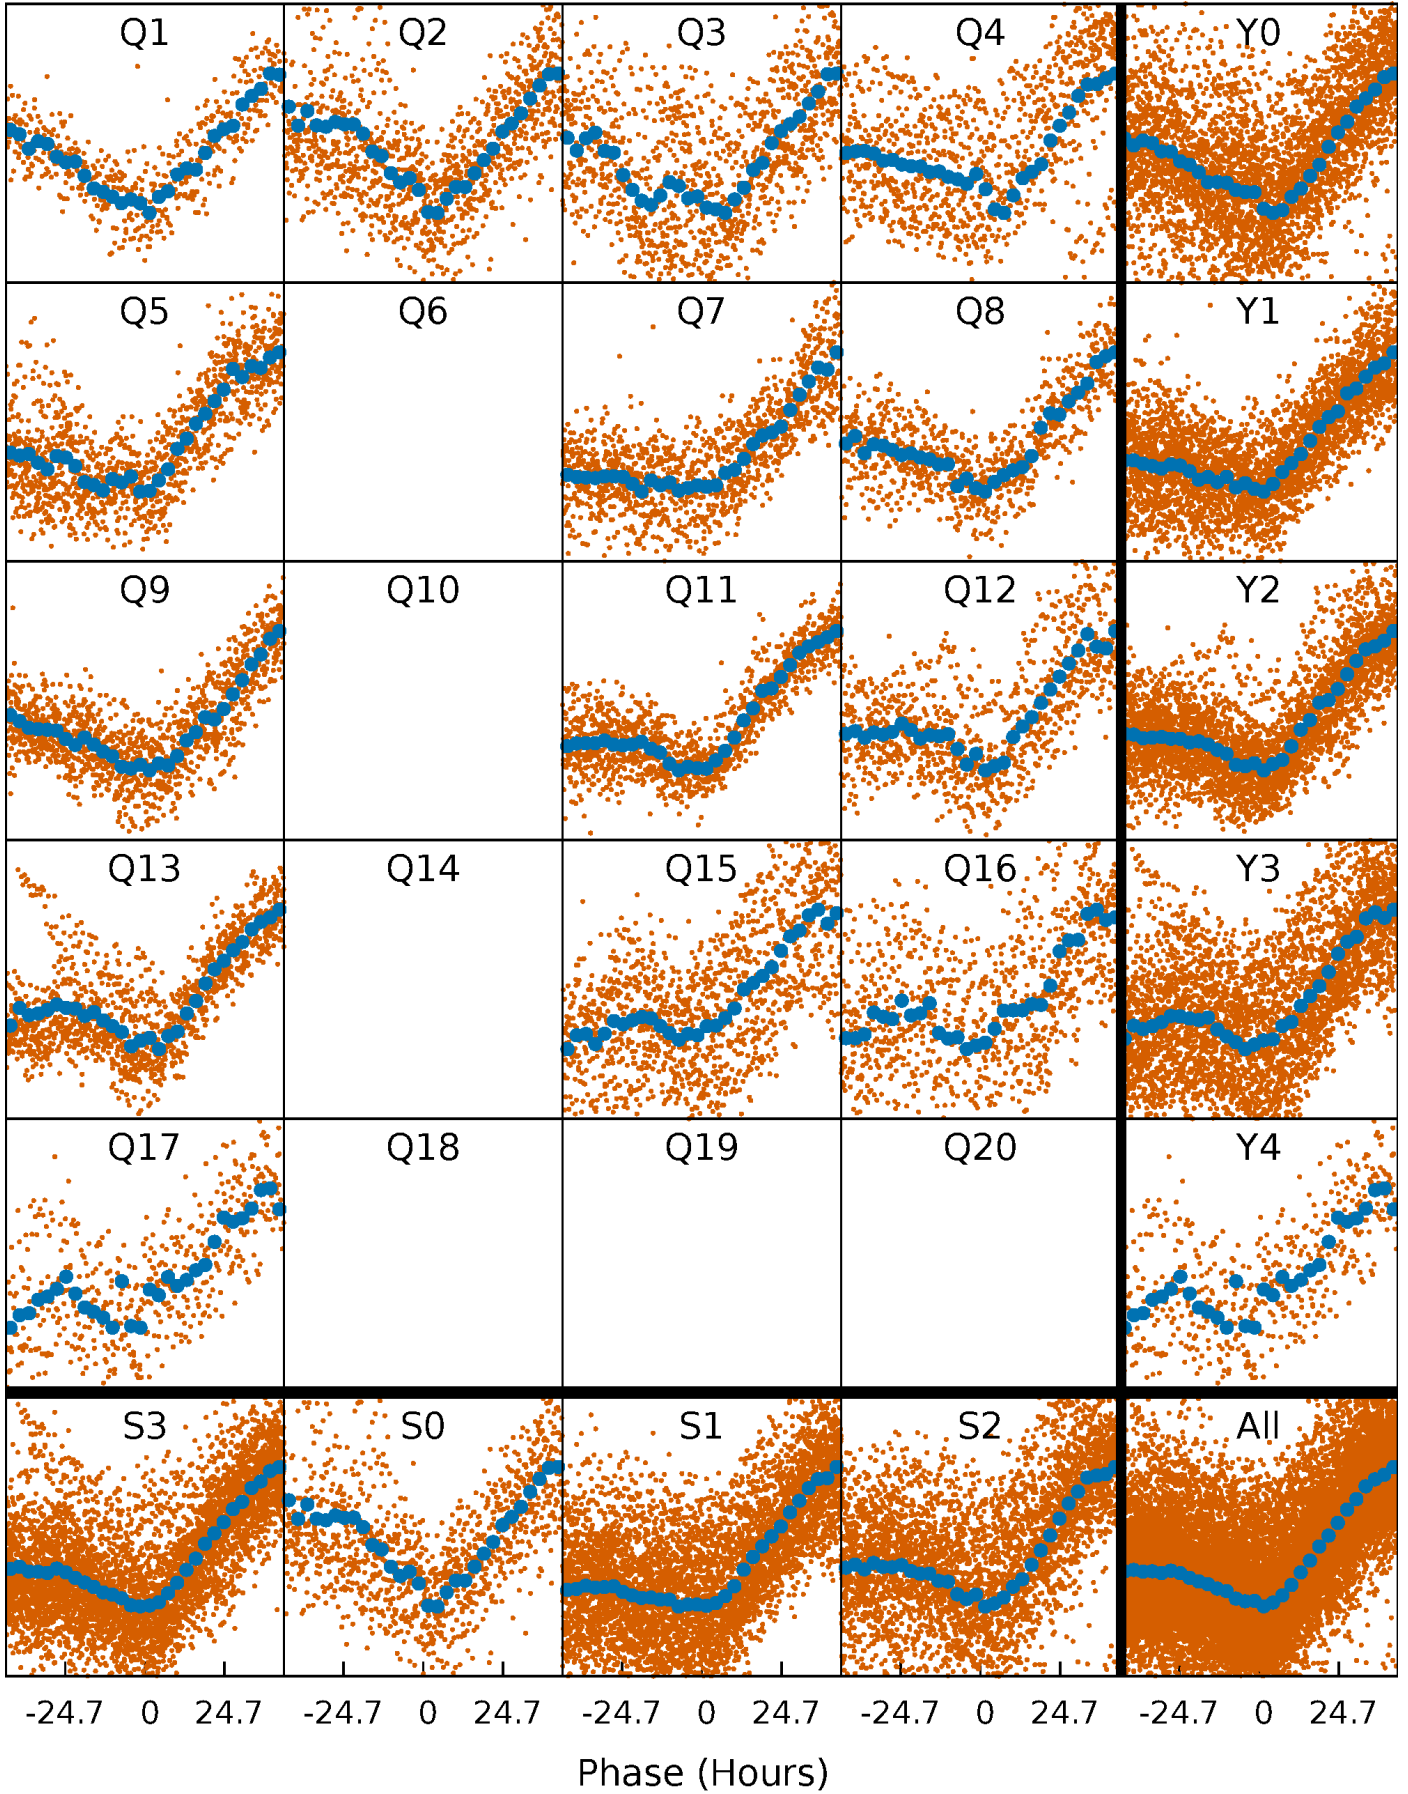 Q1 Q2 Q3 Q4 Y0
Q5 Q6 Q7 Q8 Y1
Q9 Q10 Q11 Q12 Y2
Q13 Q14 Q15 Q16 Y3
Q17 Q18 Q19 Q20 Y4
S3 S0 S1 S2 All
-24.7 0 24.7 -24.7 0 24.7 -24.7 0 24.7 -24.7 0 24.7 -24.7 0 24.7
Phase (Hours)